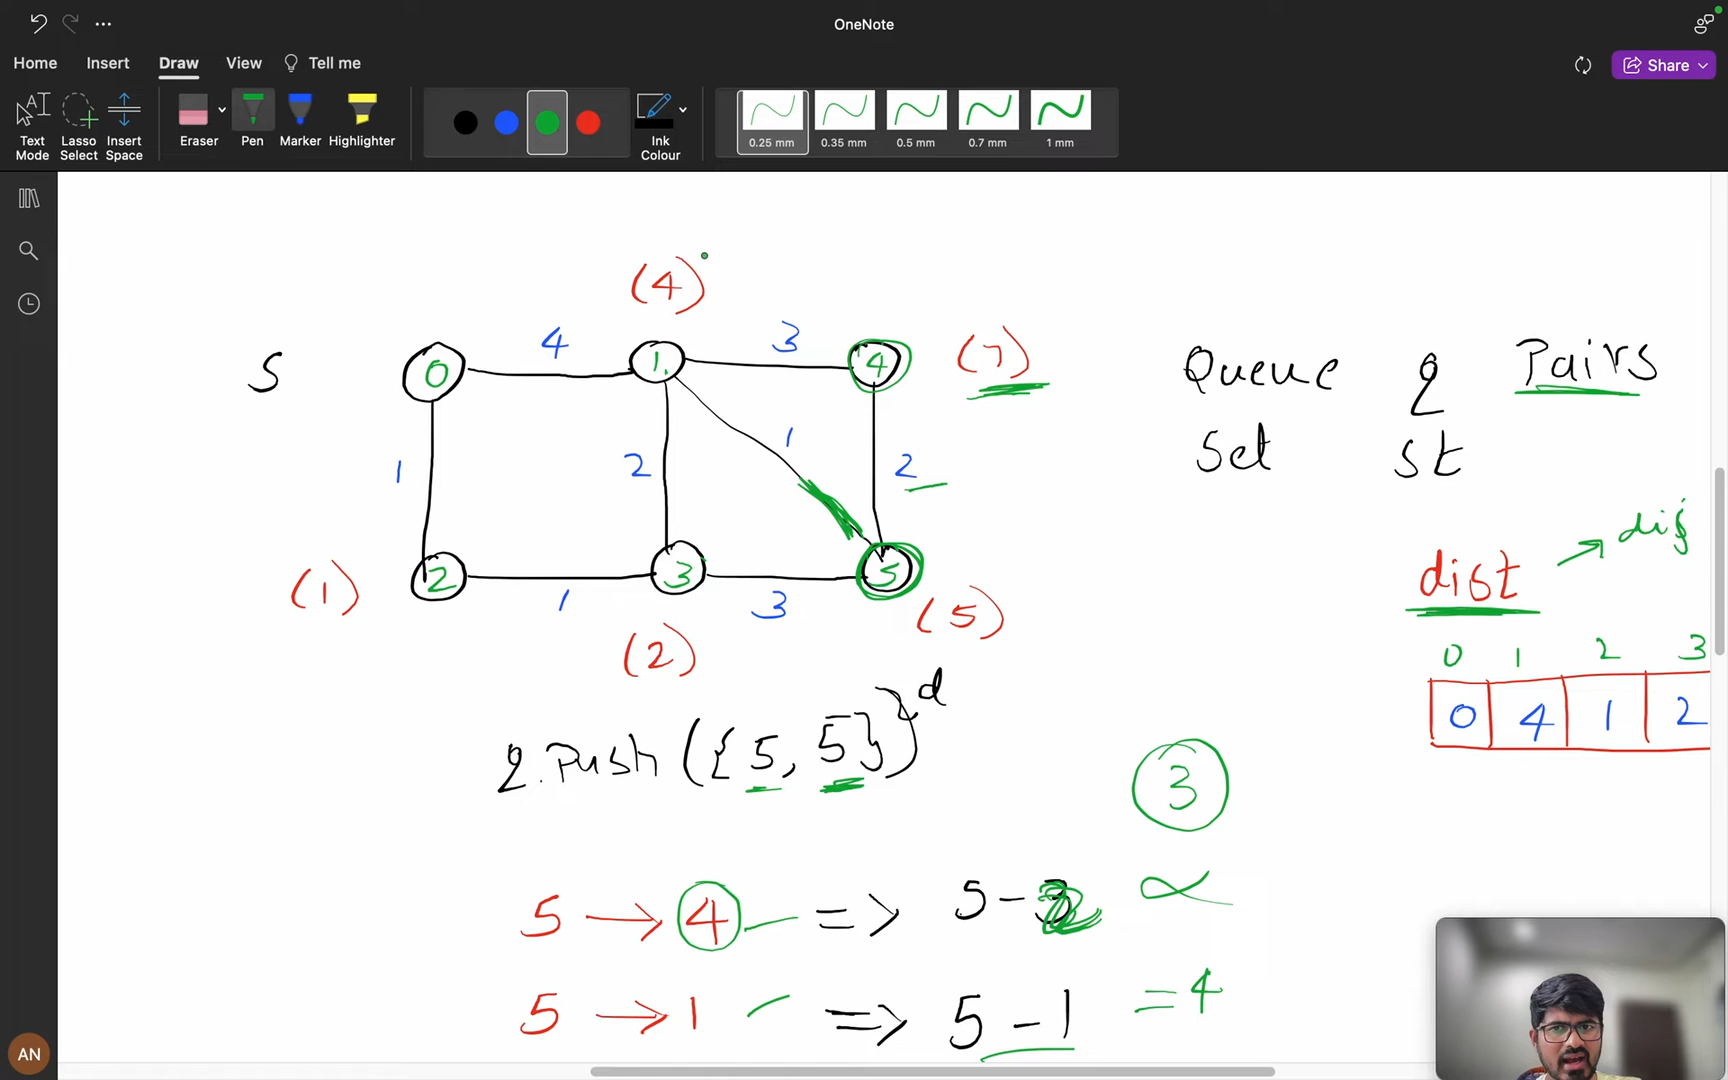 OneNote
Home Insert Draw View Tell me
Share
Text Mode
Lasso Select
Insert Space
Eraser
Pen
Marker
Highlighter
Ink Colour
0.25 mm 0.35 mm 0.5 mm 0.7 mm 1 mm
(4)
S 0 4 1 3 4 (7)
Queue q Pairs
Set st
1 2 1 2
dist → dis
(1) 2 1 3 3 5 (5)
(2)
0 1 2 3
0 4 1 2
q.Push ({5, 5}) d
3
5 → 4 => 5 -
5 → 1 => 5 - 1 = 4
AN